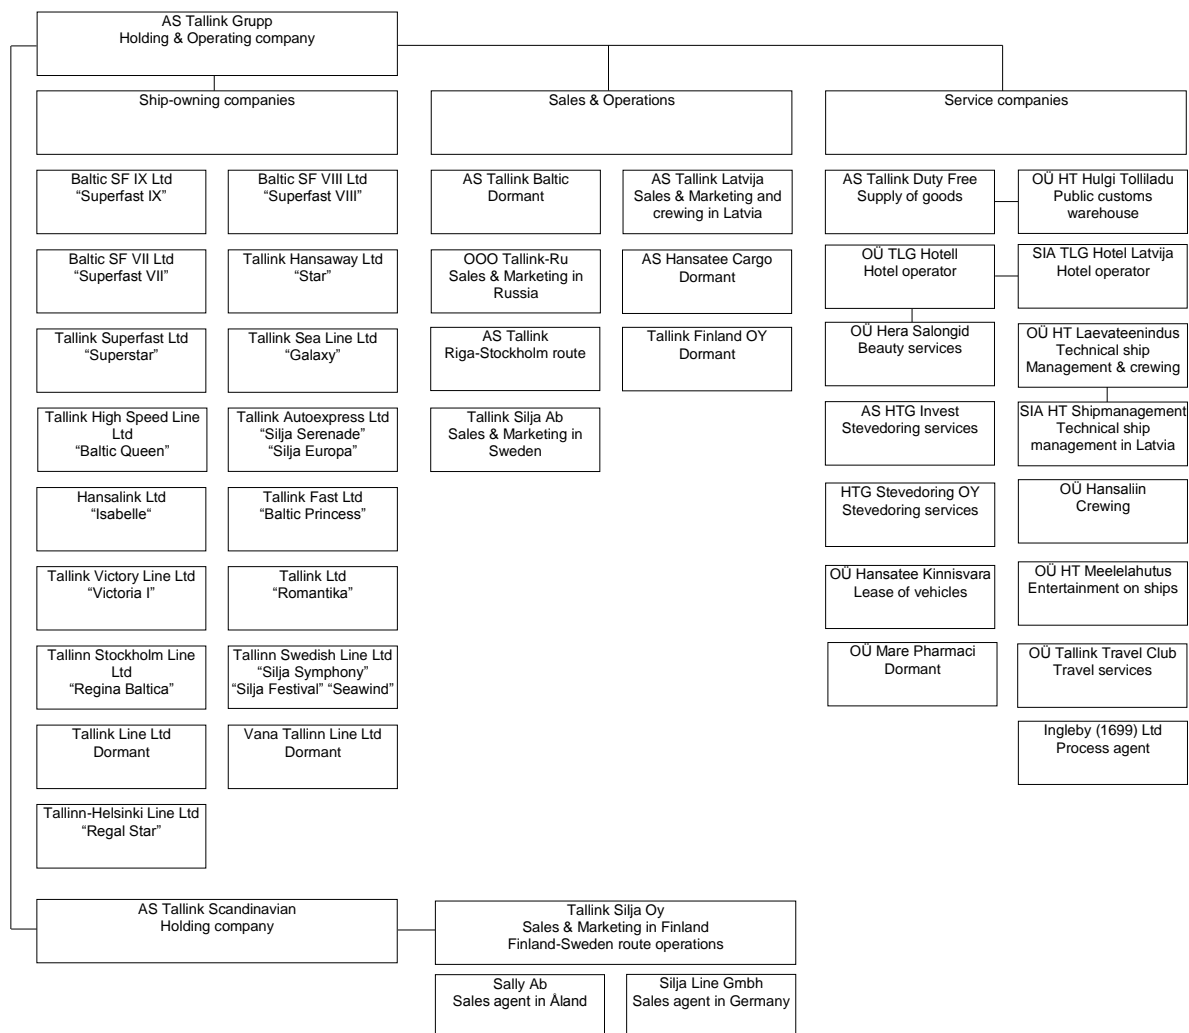 AS Tallink Grupp
Holding & Operating company
Ship-owning companies
Sales & Operations
Service companies
Baltic SF IX Ltd
“Superfast IX”
Baltic SF VIII Ltd
“Superfast VIII”
AS Tallink Baltic
Dormant
AS Tallink Latvija
Sales & Marketing and
crewing in Latvia
AS Tallink Duty Free
Supply of goods
OÜ HT Hulgi Tolliladu
Public customs
warehouse
Baltic SF VII Ltd
“Superfast VII”
Tallink Hansaway Ltd
“Star”
OOO Tallink-Ru
Sales & Marketing in
Russia
AS Hansatee Cargo
Dormant
OÜ TLG Hotell
Hotel operator
SIA TLG Hotel Latvija
Hotel operator
Tallink Superfast Ltd
“Superstar”
Tallink Sea Line Ltd
“Galaxy”
AS Tallink
Riga-Stockholm route
Tallink Finland OY
Dormant
OÜ Hera Salongid
Beauty services
OÜ HT Laevateenindus
Technical ship
Management & crewing
Tallink High Speed Line
Ltd
“Baltic Queen”
Tallink Autoexpress Ltd
“Silja Serenade”
“Silja Europa”
Tallink Silja Ab
Sales & Marketing in
Sweden
AS HTG Invest
Stevedoring services
SIA HT Shipmanagement
Technical ship
management in Latvia
Hansalink Ltd
“Isabelle“
Tallink Fast Ltd
“Baltic Princess”
HTG Stevedoring OY
Stevedoring services
OÜ Hansaliin
Crewing
Tallink Victory Line Ltd
“Victoria I”
Tallink Ltd
“Romantika”
OÜ Hansatee Kinnisvara
Lease of vehicles
OÜ HT Meelelahutus
Entertainment on ships
Tallinn Stockholm Line
Ltd
“Regina Baltica”
Tallinn Swedish Line Ltd
“Silja Symphony”
“Silja Festival” “Seawind”
OÜ Mare Pharmaci
Dormant
OÜ Tallink Travel Club
Travel services
Tallink Line Ltd
Dormant
Vana Tallinn Line Ltd
Dormant
Ingleby (1699) Ltd
Process agent
Tallinn-Helsinki Line Ltd
“Regal Star”
AS Tallink Scandinavian
Holding company
Tallink Silja Oy
Sales & Marketing in Finland
Finland-Sweden route operations
Sally Ab
Sales agent in Åland
Silja Line Gmbh
Sales agent in Germany